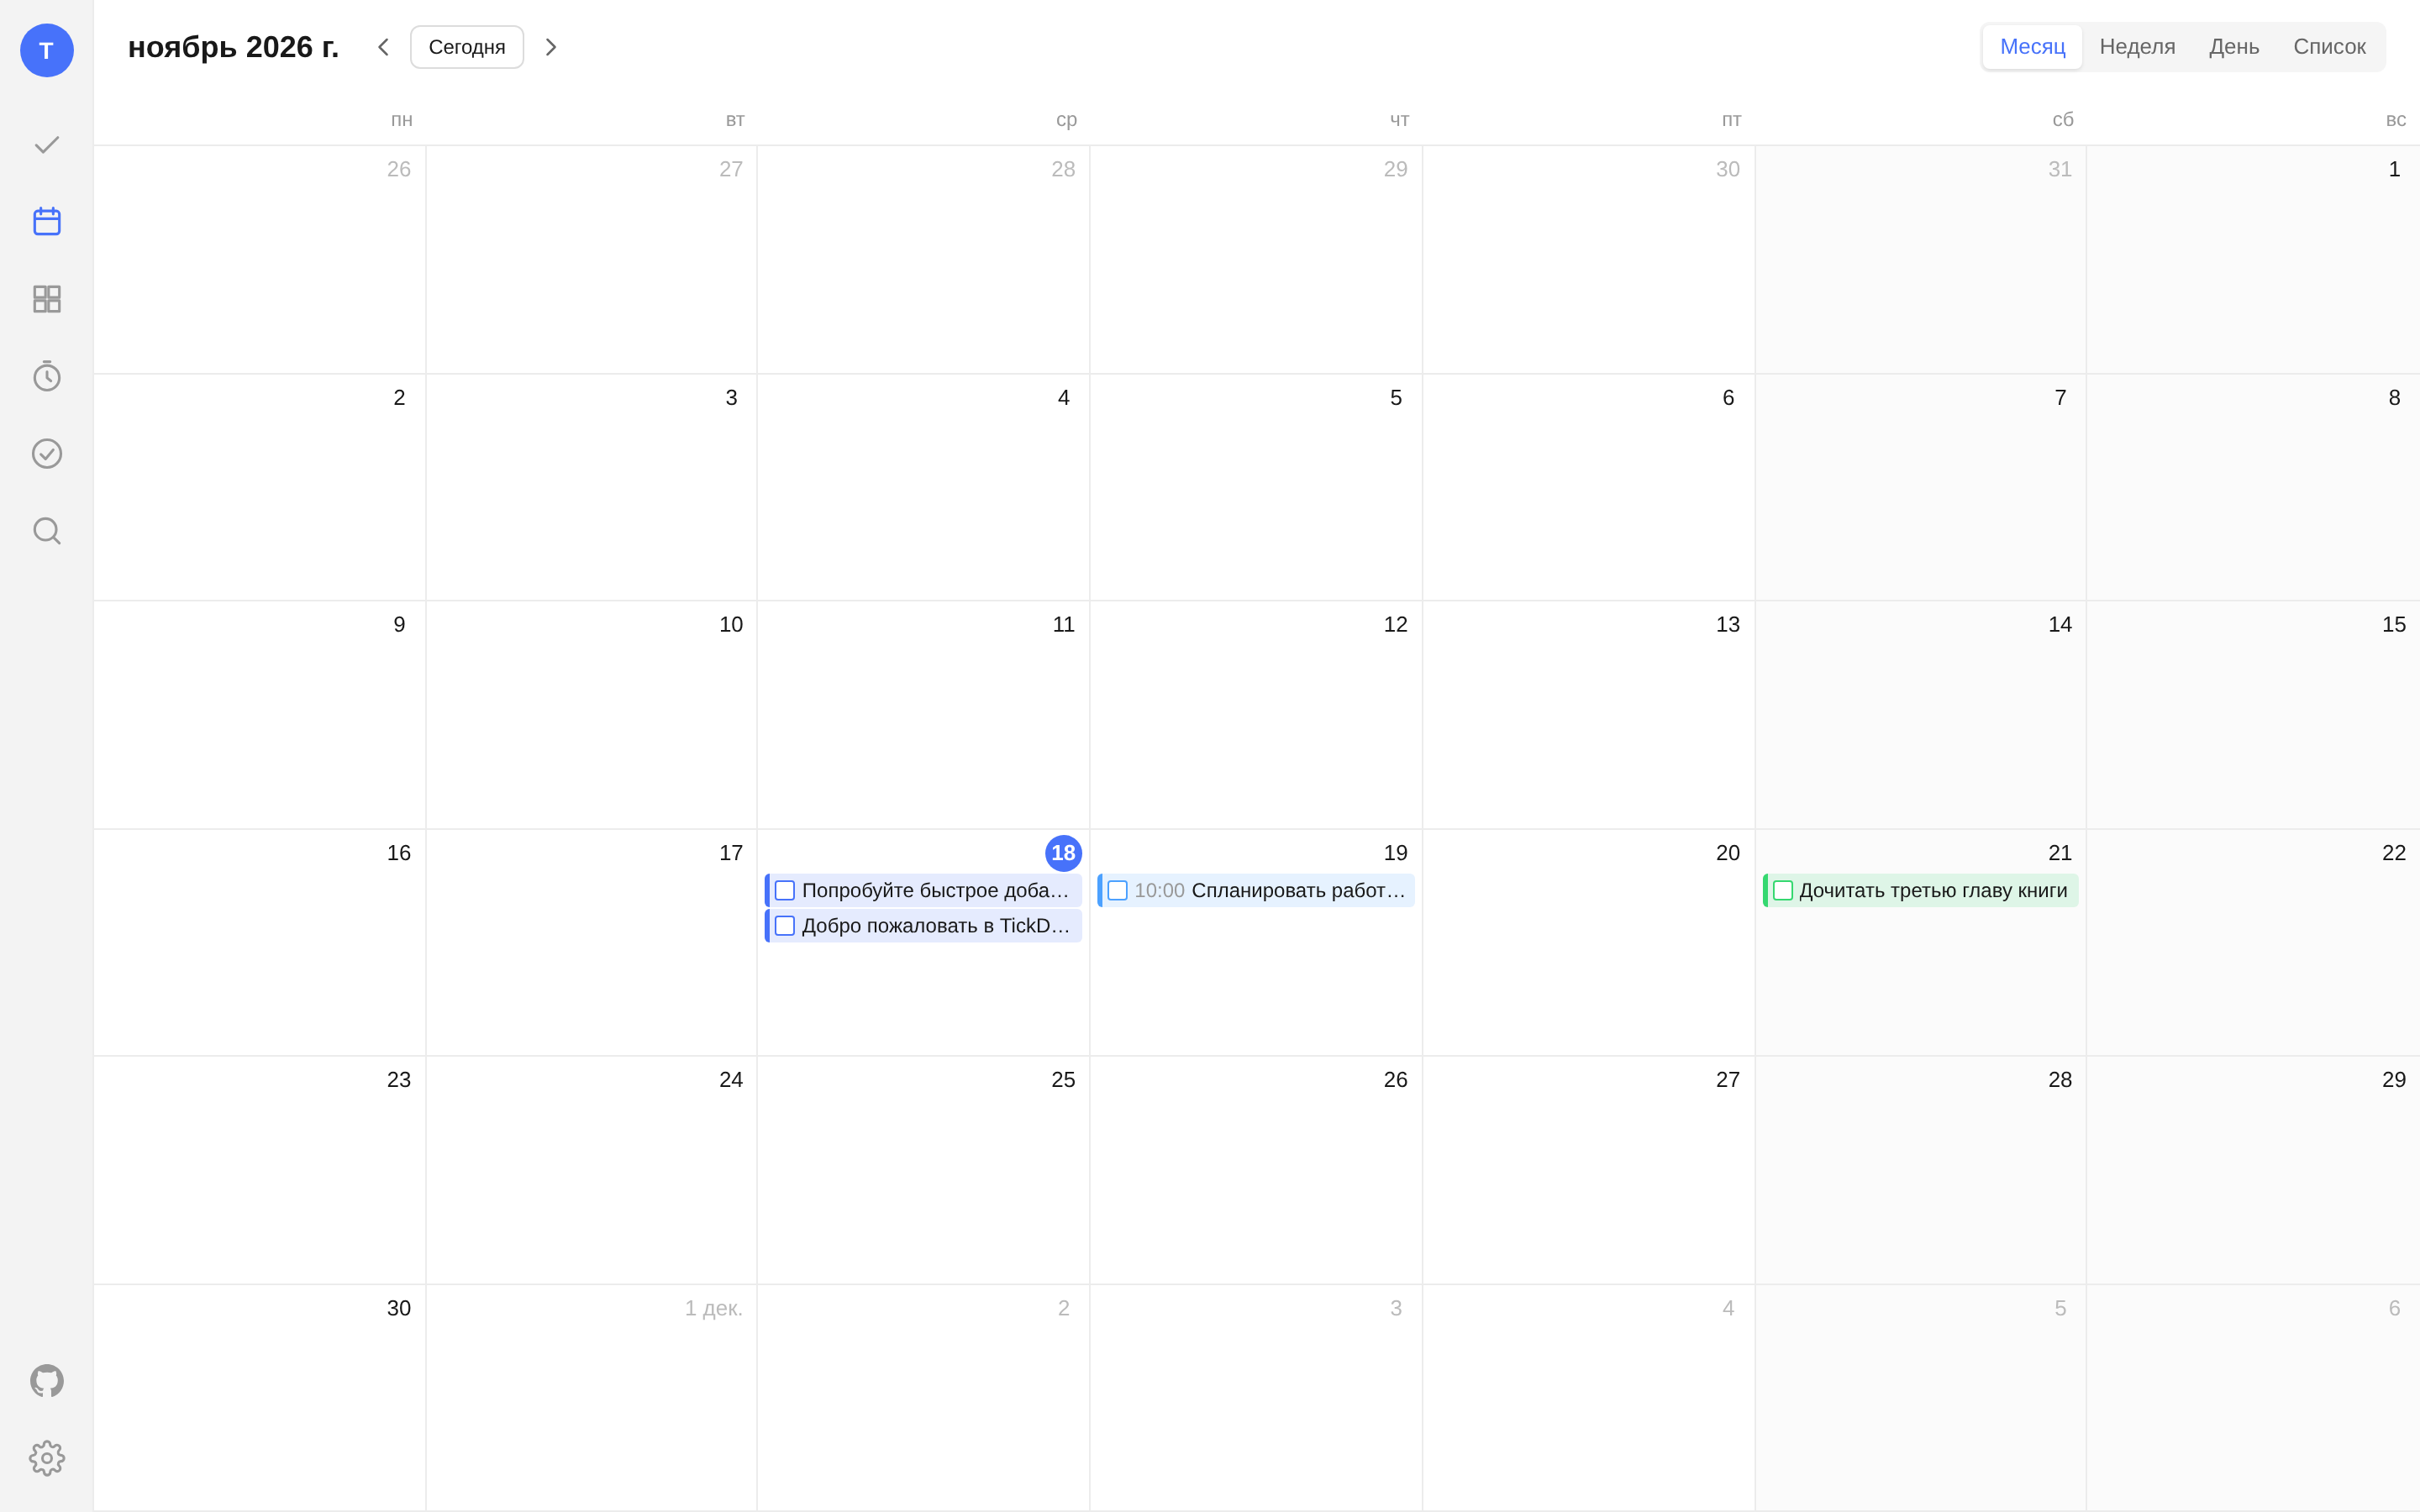 T
ноябрь 2026 г.
Сегодня
Месяц Неделя День Список
пн вт ср чт пт сб вс
26 27 28 29 30 31 1
2 3 4 5 6 7 8
9 10 11 12 13 14 15
16 17 18 19 20 21 22
Попробуйте быстрое доба… 10:00 Спланировать работ… Дочитать третью главу книги
Добро пожаловать в TickD…
23 24 25 26 27 28 29
30 1 дек. 2 3 4 5 6